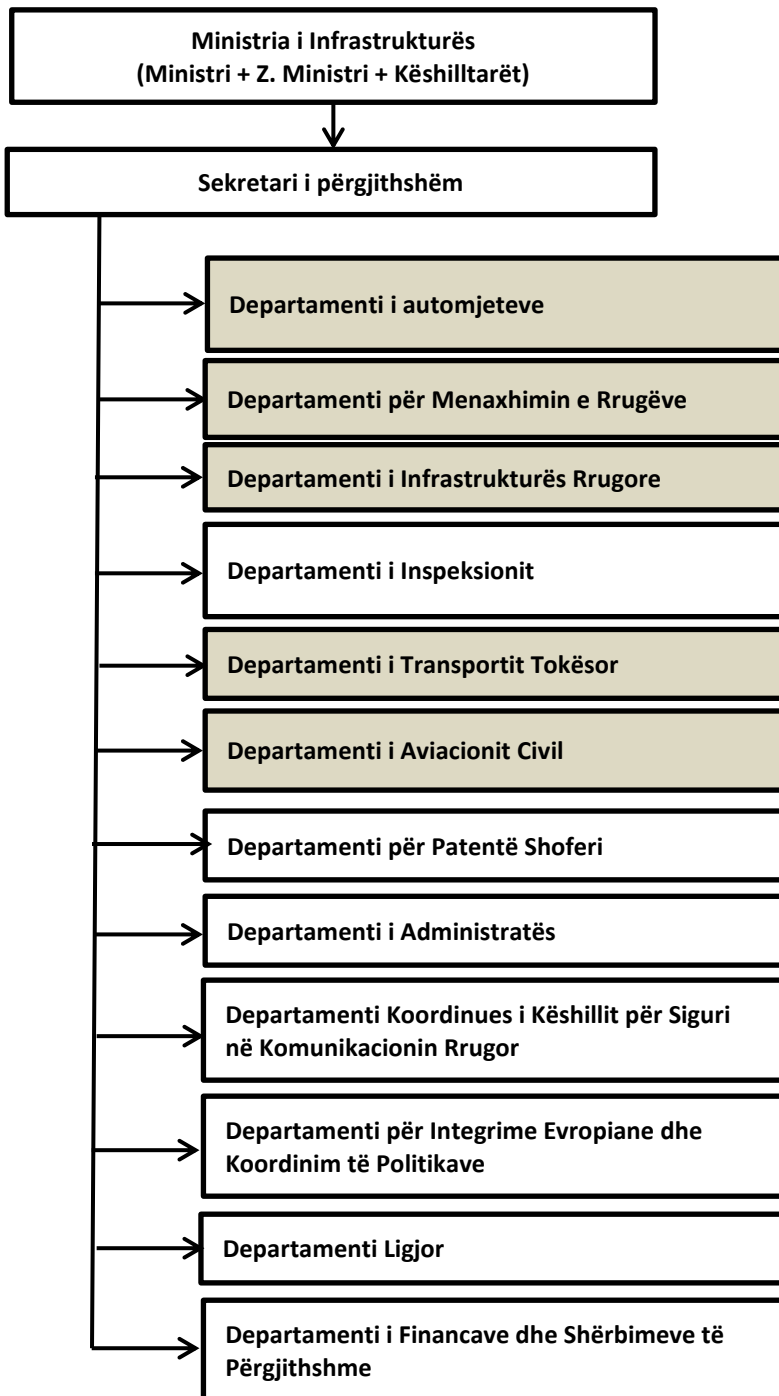 Ministria i Infrastrukturës
(Ministri + Z. Ministri + Këshilltarët)
Sekretari i përgjithshëm
Departamenti i automjeteve
Departamenti për Menaxhimin e Rrugëve
Departamenti i Infrastrukturës Rrugore
Departamenti i Inspeksionit
Departamenti i Transportit Tokësor
Departamenti i Aviacionit Civil
Departamenti për Patentë Shoferi
Departamenti i Administratës
Departamenti Koordinues i Këshillit për Siguri
në Komunikacionin Rrugor
Departamenti për Integrime Evropiane dhe
Koordinim të Politikave
Departamenti Ligjor
Departamenti i Financave dhe Shërbimeve të
Përgjithshme